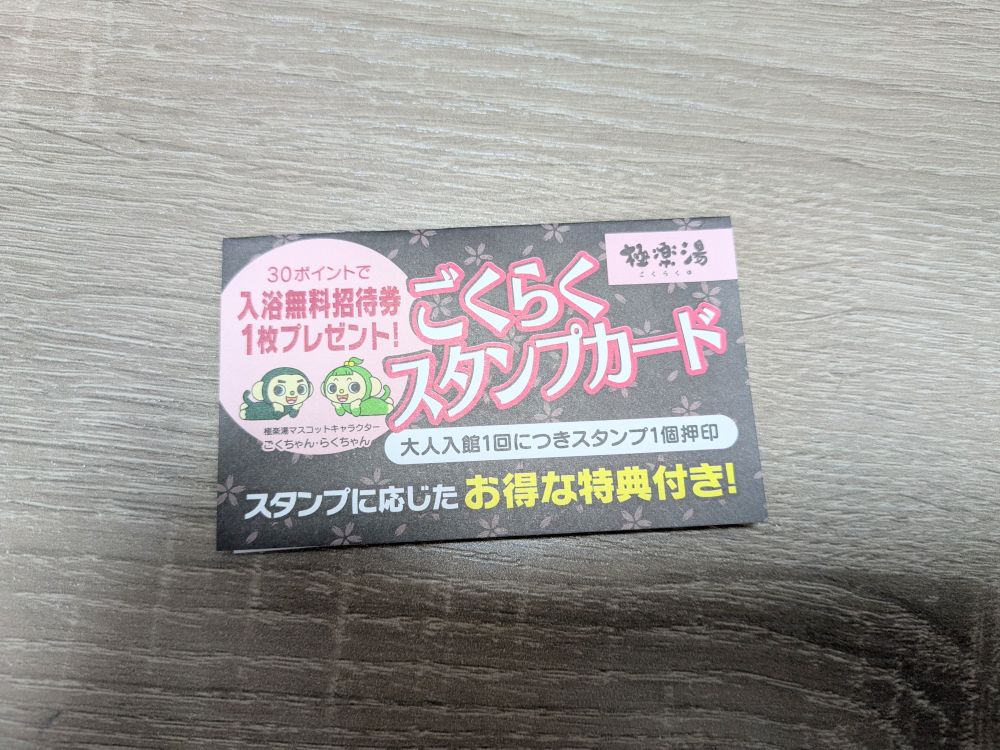 極楽湯
ごくらくゆ
30ポイントで
入浴無料招待券
1枚プレゼント!
極楽湯マスコットキャラクター
ごくちゃん・らくちゃん
ごくらく
スタンプカード
大人入館1回につきスタンプ1個押印
スタンプに応じた お得な特典付き!